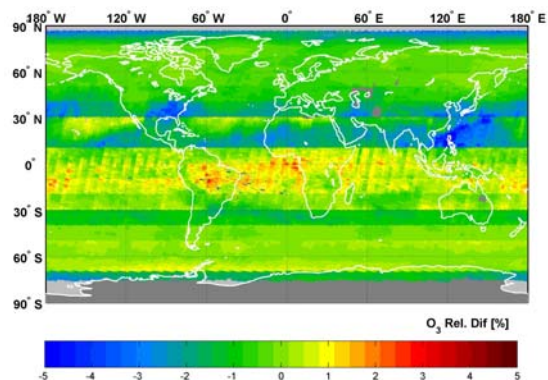 180° W 120° W 60° W 0° 60° E 120° E 180° E
90° N
60° N
30° N
0°
30° S
60° S
90° S
O₃ Rel. Dif [%]
-5 -4 -3 -2 -1 0 1 2 3 4 5